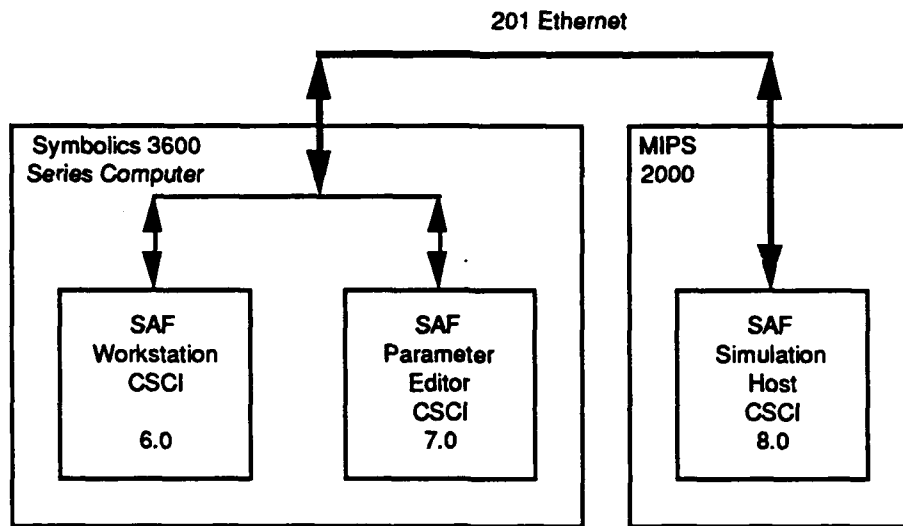 201 Ethernet
Symbolics 3600
Series Computer
MIPS
2000
SAF
Workstation
CSCI
6.0
SAF
Parameter
Editor
CSCI
7.0
SAF
Simulation
Host
CSCI
8.0